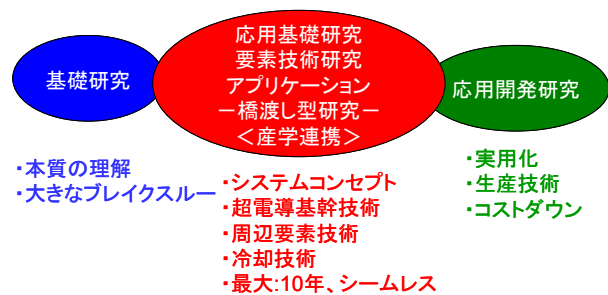 基礎研究
応用基礎研究
要素技術研究
アプリケーション
－橋渡し型研究－
＜産学連携＞
応用開発研究
・本質の理解
・大きなブレイクスルー
・システムコンセプト
・超電導基幹技術
・周辺要素技術
・冷却技術
・最大:10年、シームレス
・実用化
・生産技術
・コストダウン